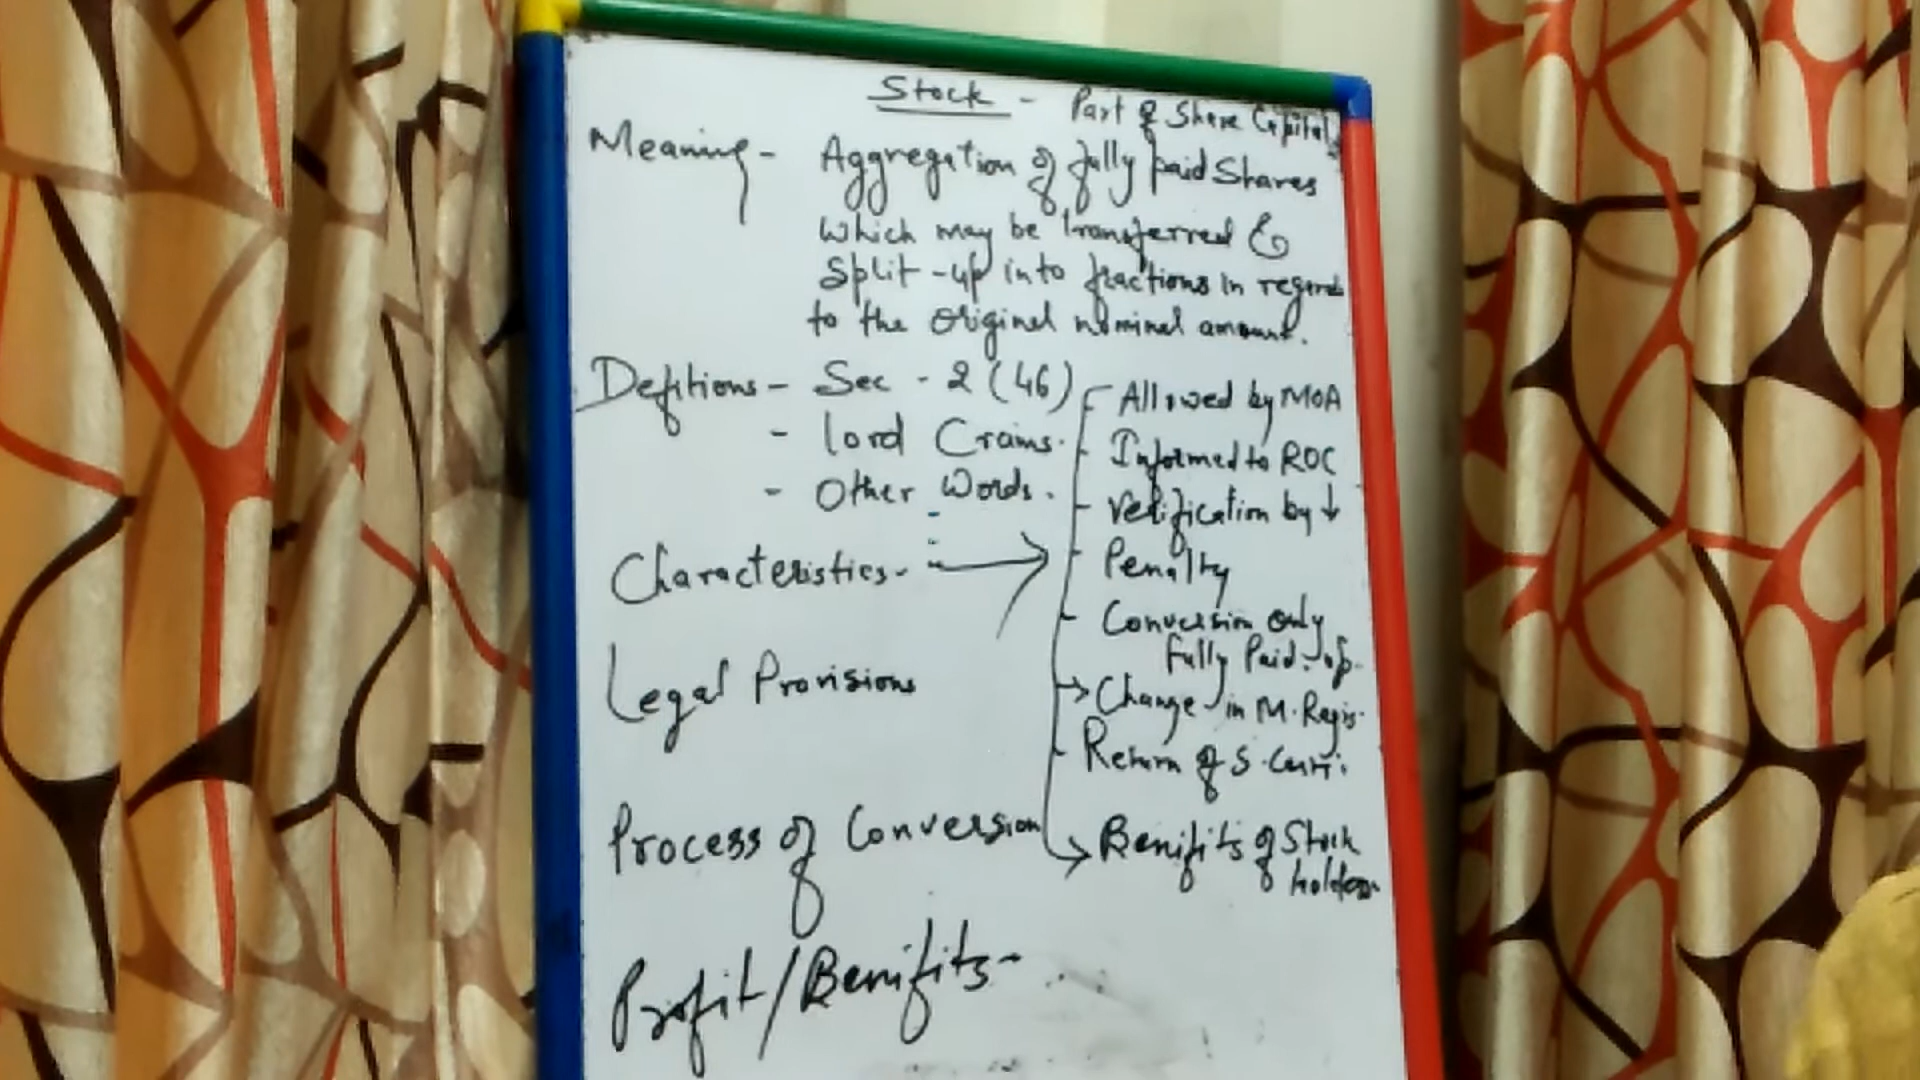 Stock - Part of Share Capital
Meaning - Aggregation of fully paid Shares
which may be transferred &
Split-up into fractions in regard
to the original nominal amount.
Defitions - Sec - 2 (46)
- lord Crains.
- Other Words.
Characteristics.-
Legal Provisions
Process of Conversion
Profit/Benifits-
- Allowed by MOA
- Informed to ROC
- Verification by ↓
- Penalty
- Conversion Only
Fully Paid-up.
→ Change in M. Regis.
- Return of S. Certi.
→ Benifits of Stock
holders.